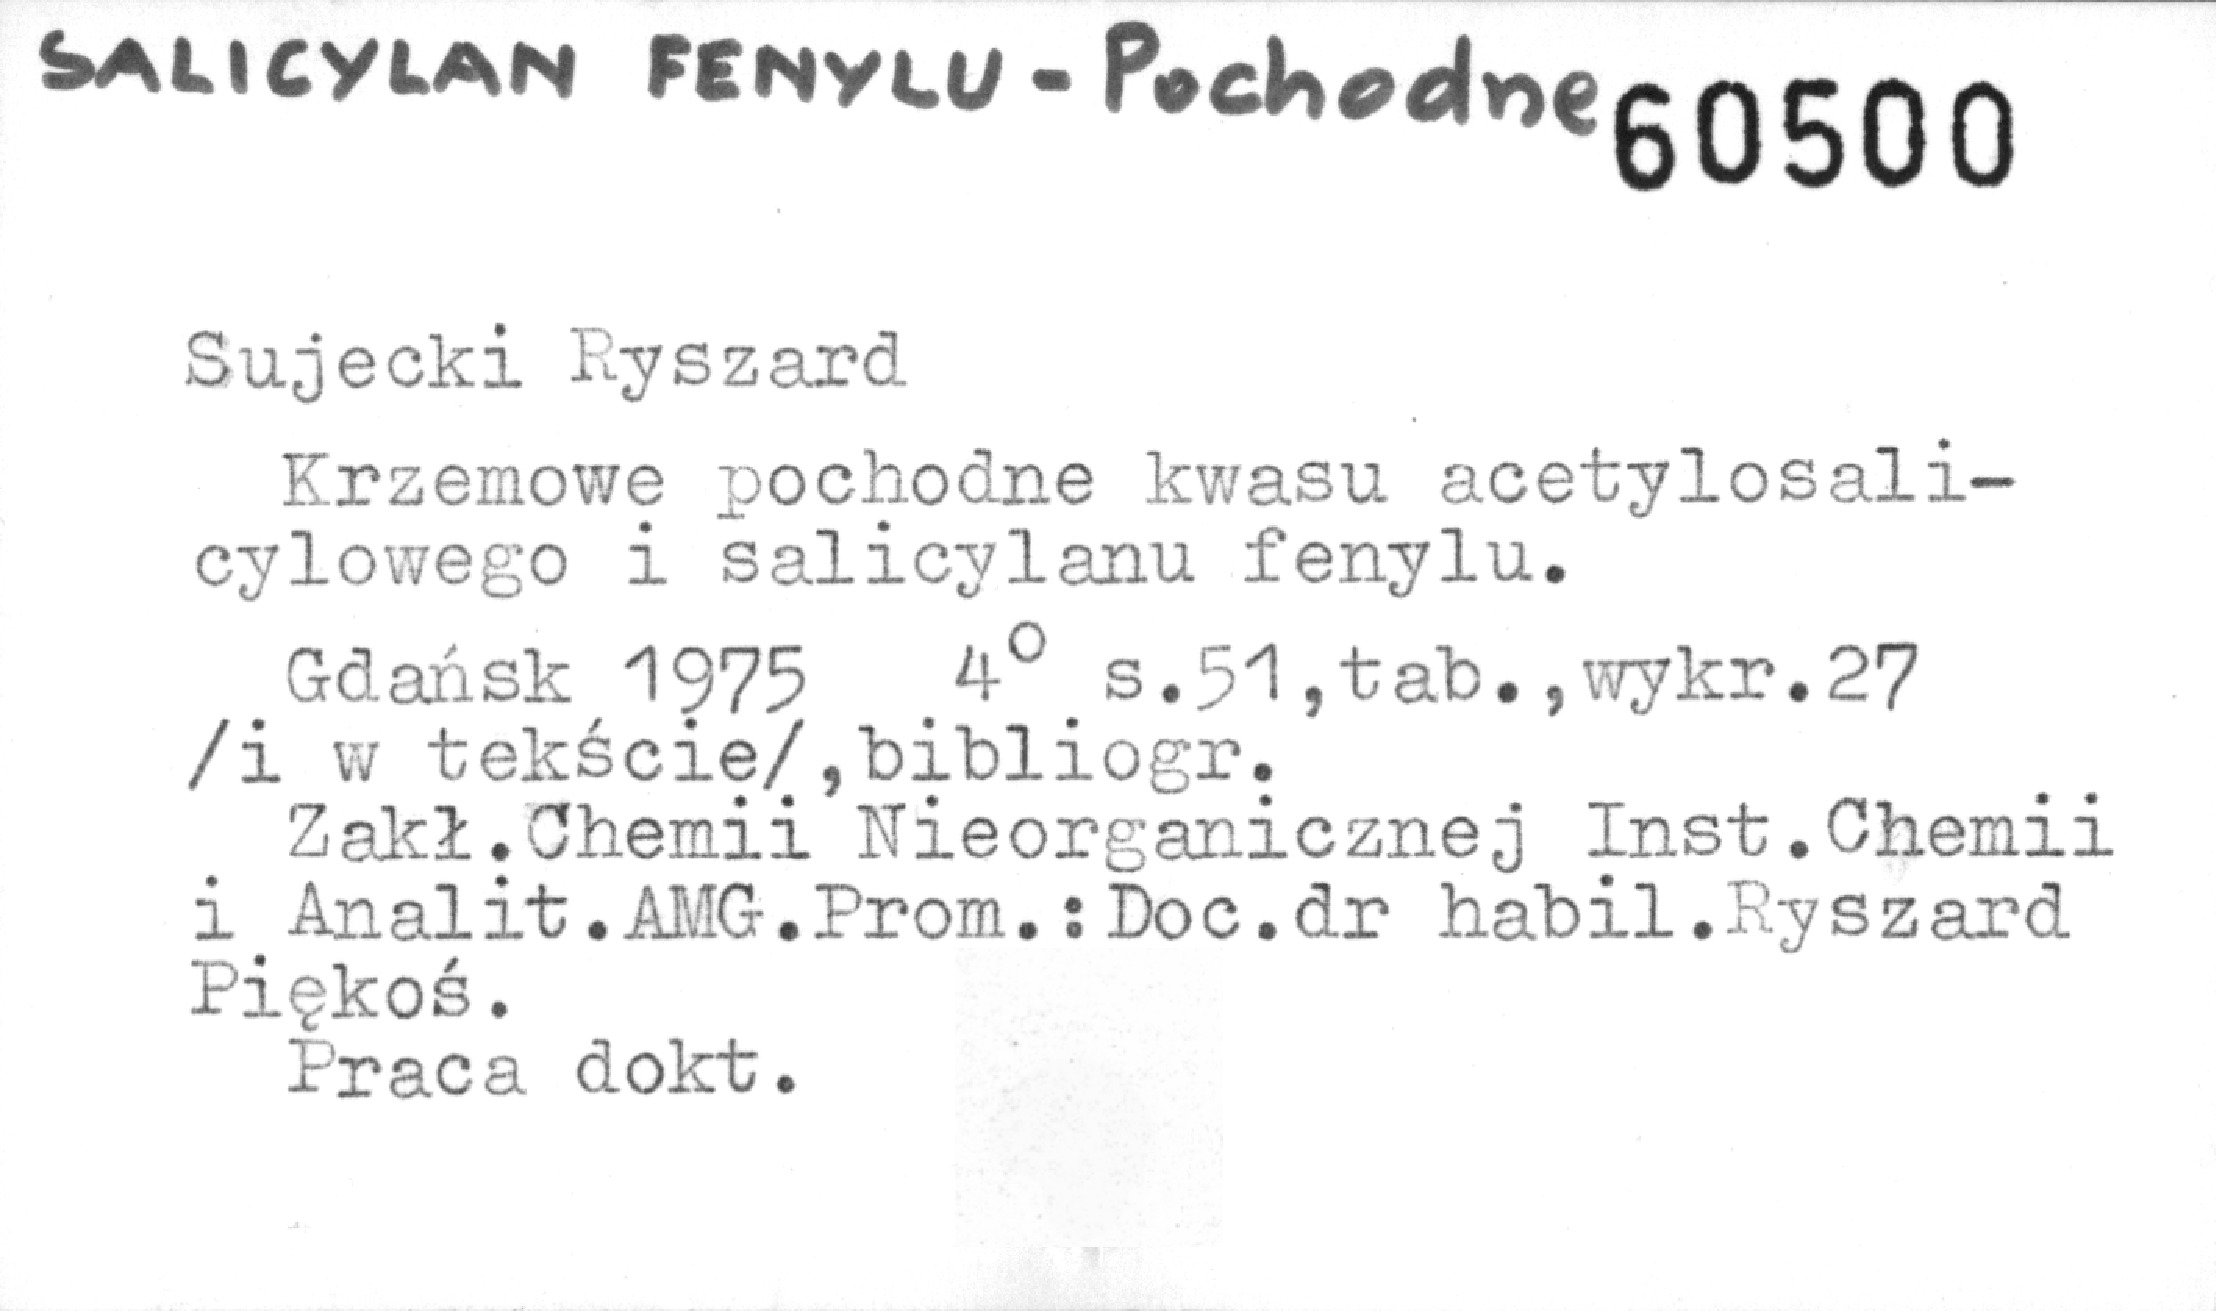 SALICYLAN FENYLU - Pochodne 60500
Sujecki Ryszard
Krzemowe pochodne kwasu acetylosali-
cylowego i salicylanu fenylu.
Gdańsk 1975 4° s.51,tab.,wykr.27
/i w tekście/,bibliogr.
Zakł.Chemii Nieorganicznej Inst.Chemii
i Analit.AMG.Prom.:Doc.dr habil.Ryszard
Piękoś.
Praca dokt.